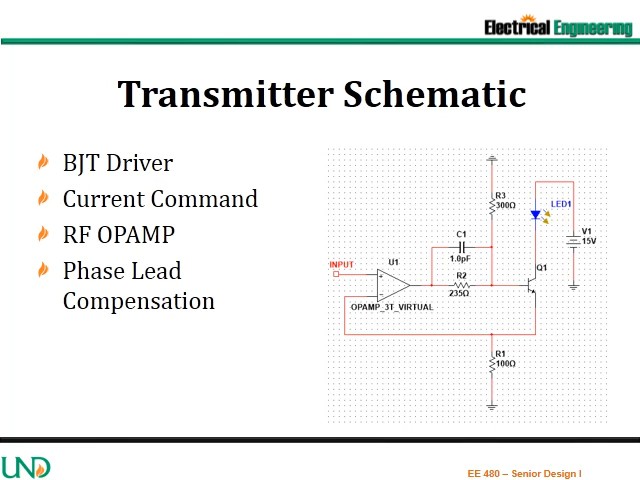 Electrical Engineering
Transmitter Schematic
BJT Driver
Current Command
RF OPAMP
Phase Lead
Compensation
R3
300Ω
LED1
V1
15V
C1
1.0pF
INPUT
U1
R2
235Ω
Q1
OPAMP_3T_VIRTUAL
R1
100Ω
UND
EE 480 – Senior Design I